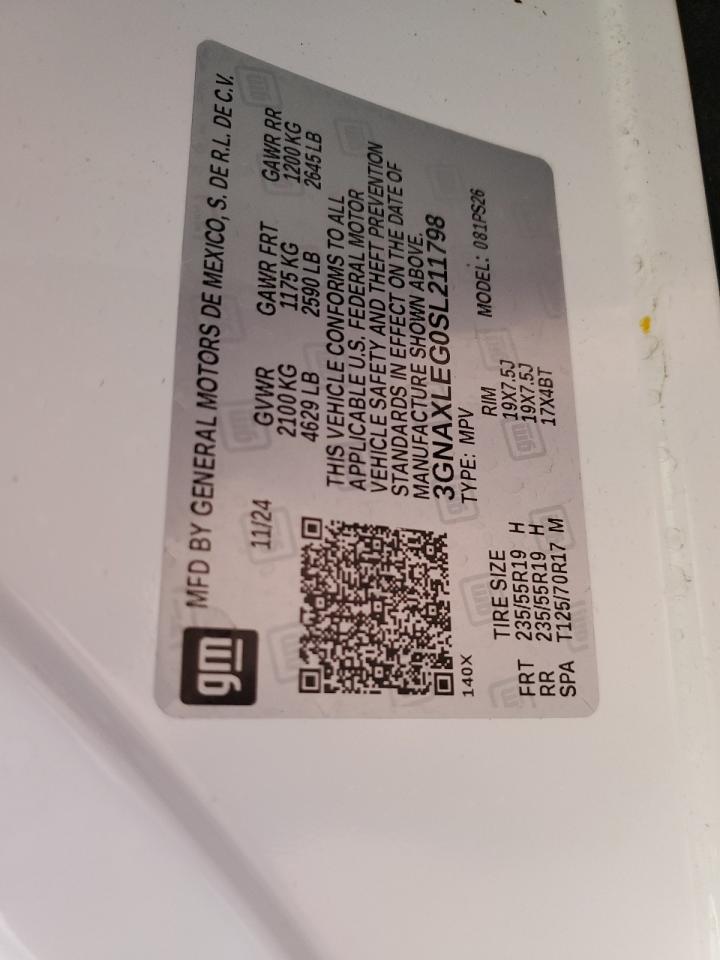 gm MFD BY GENERAL MOTORS DE MEXICO, S. DE R.L. DE C.V.
11/24
GVWR GAWR FRT GAWR RR
2100 KG 1175 KG 1200 KG
4629 LB 2590 LB 2645 LB
THIS VEHICLE CONFORMS TO ALL
APPLICABLE U.S. FEDERAL MOTOR
VEHICLE SAFETY AND THEFT PREVENTION
STANDARDS IN EFFECT ON THE DATE OF
MANUFACTURE SHOWN ABOVE.
3GNAXLEG0SL211798
140X TYPE: MPV MODEL: 081PS26
TIRE SIZE RIM
FRT 235/55R19 H 19X7.5J
RR 235/55R19 H 19X7.5J
SPA T125/70R17 M 17X4BT